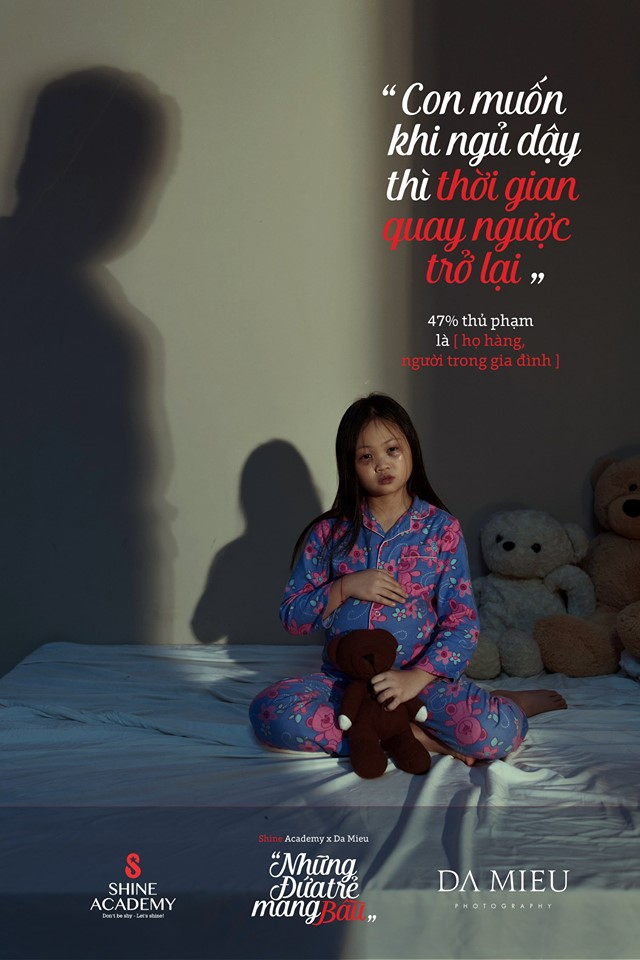 “ Con muốn
khi ngủ dậy
thì thời gian
quay ngược
trở lại „
47% thủ phạm
là [ họ hàng,
người trong gia đình ]
Shine Academy x Da Mieu
“Những
Đứa trẻ
mang Bầu„
SHINE
ACADEMY
Don't be shy - Let's shine!
DA MIEU
PHOTOGRAPHY